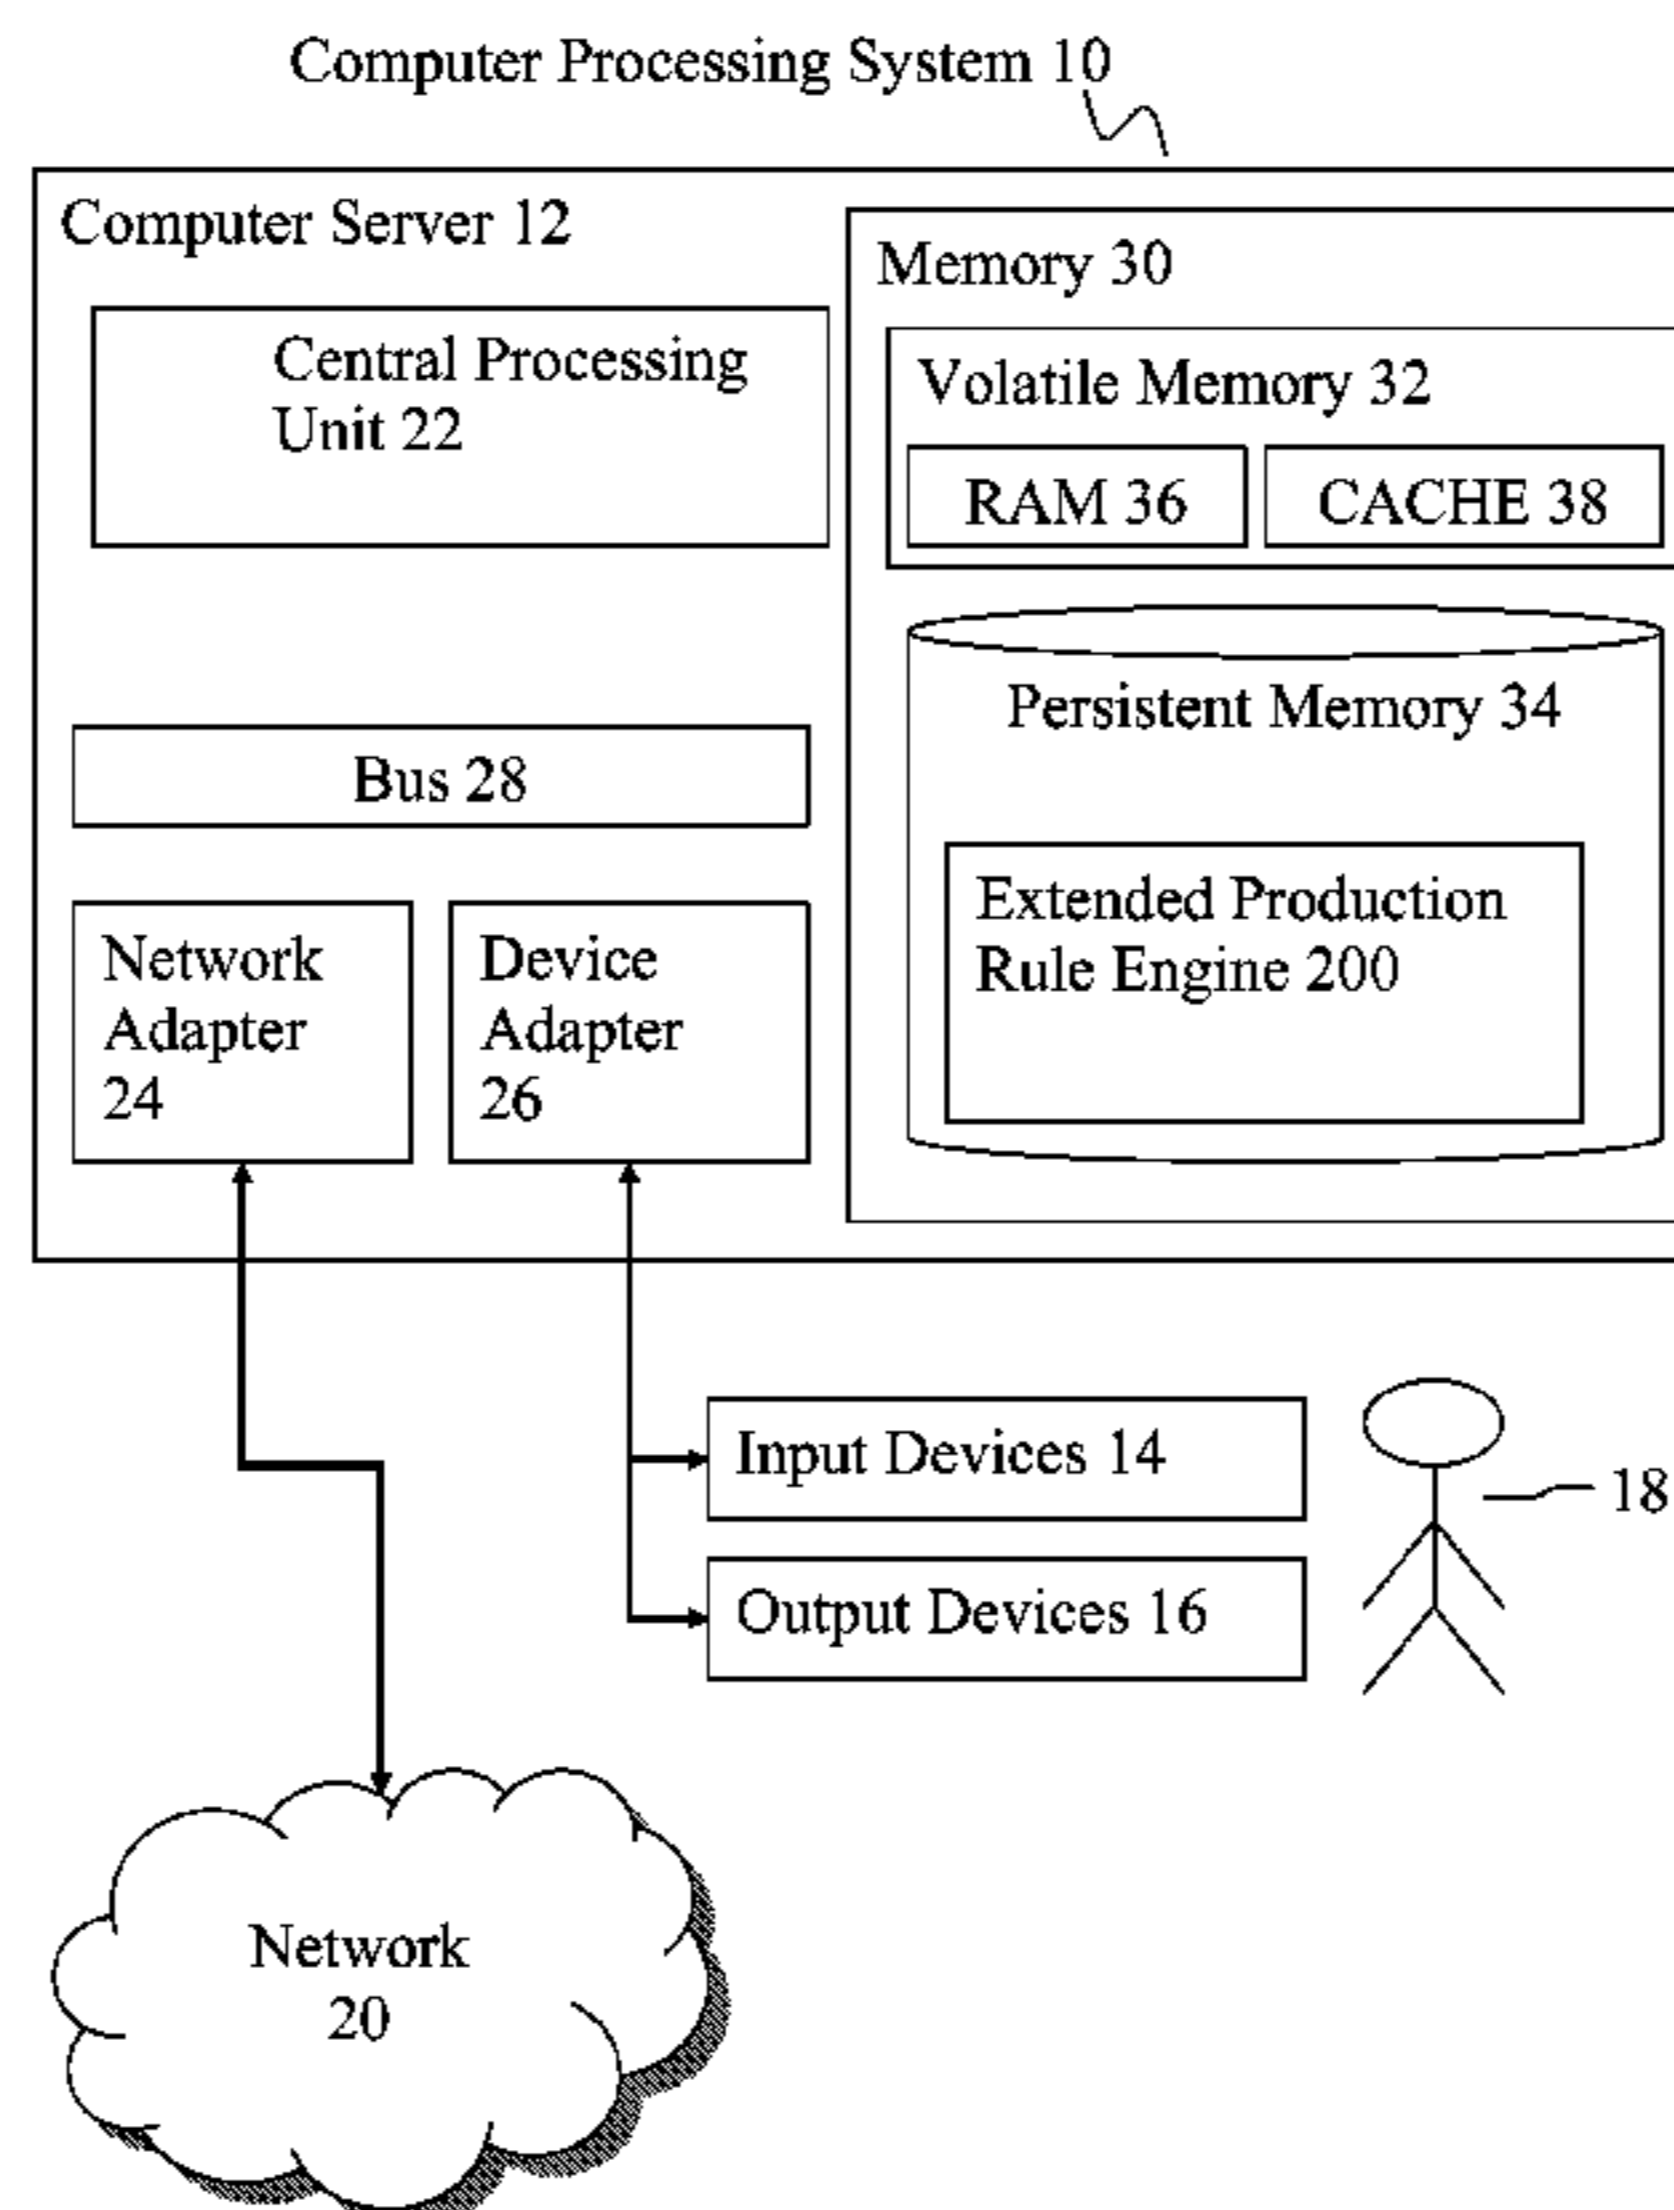 Computer Processing System 10
Computer Server 12
Central Processing
Unit 22
Bus 28
Network
Adapter
24
Device
Adapter
26
Memory 30
Volatile Memory 32
RAM 36
CACHE 38
Persistent Memory 34
Extended Production
Rule Engine 200
Input Devices 14
Output Devices 16
18
Network
20